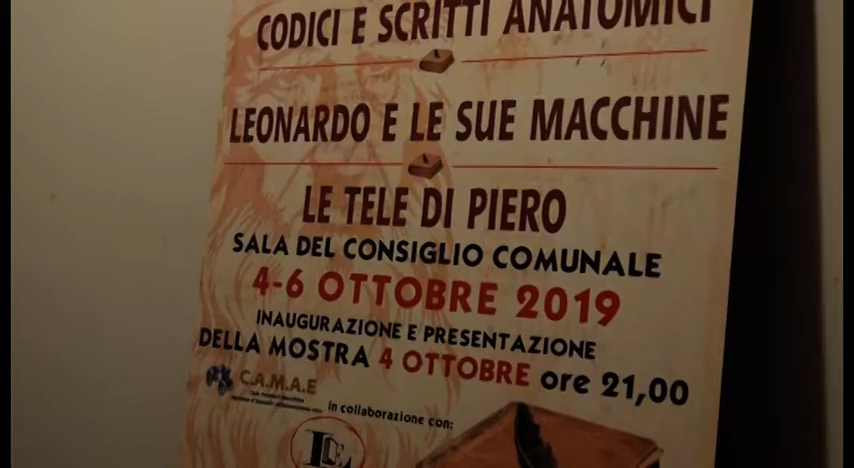 CODICI E SCRITTI ANATOMICI
LEONARDO E LE SUE MACCHINE
LE TELE DI PIERO
SALA DEL CONSIGLIO COMUNALE
4-6 OTTOBRE 2019
INAUGURAZIONE E PRESENTAZIONE
DELLA MOSTRA 4 OTTOBRE ore 21,00
C.A.M.A.E
in collaborazione con: